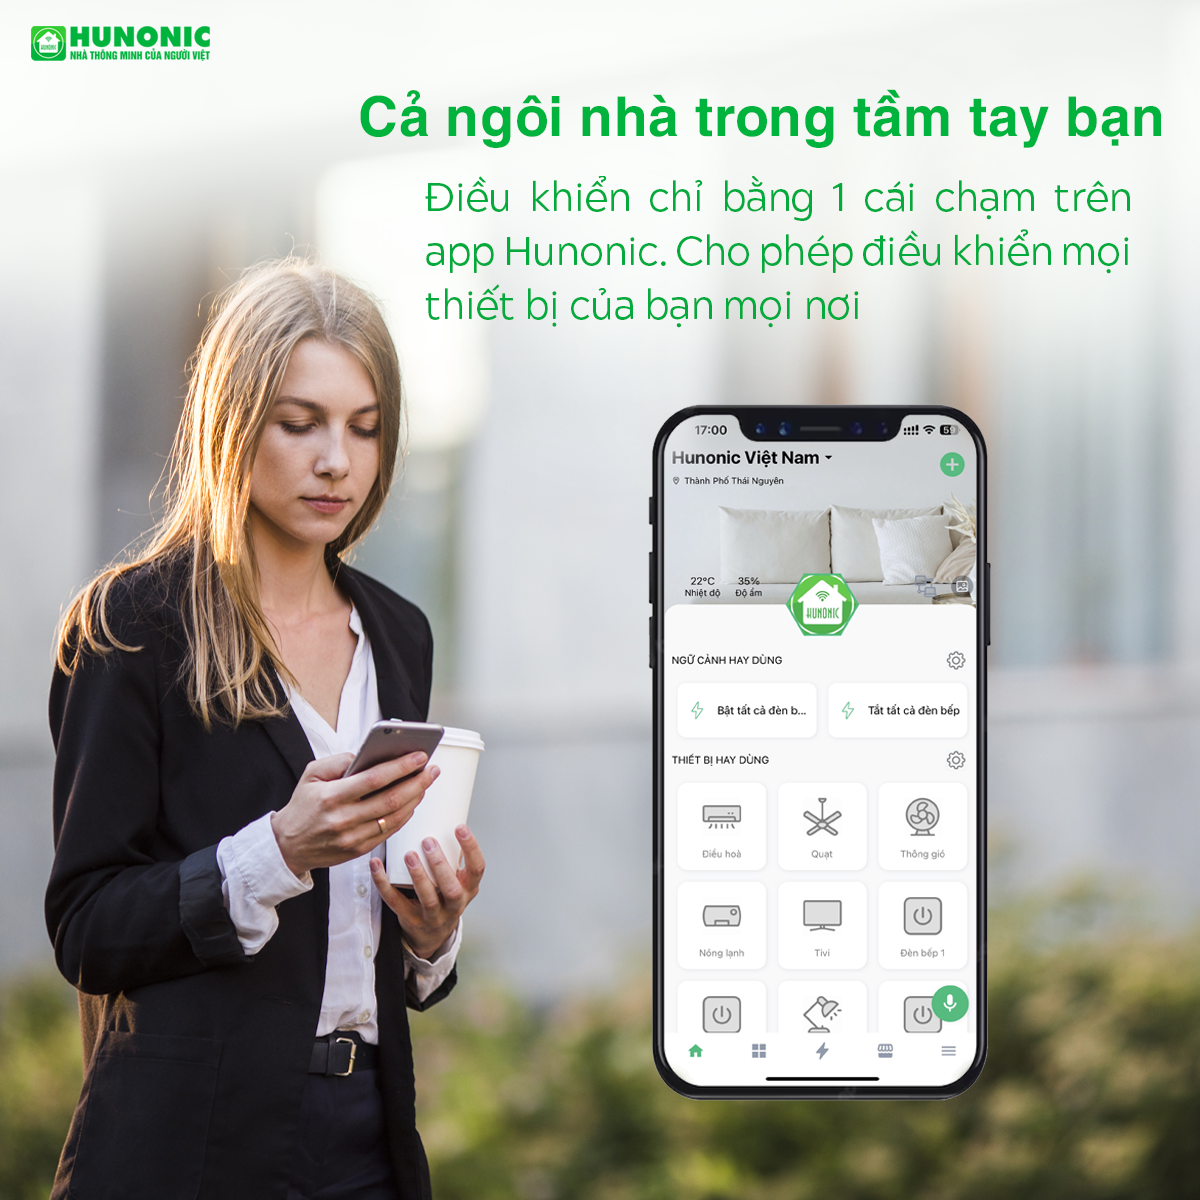 HUNONIC
NHÀ THÔNG MINH CỦA NGƯỜI VIỆT
HUNONIC
Cả ngôi nhà trong tầm tay bạn
Điều khiển chỉ bằng 1 cái chạm trên
app Hunonic. Cho phép điều khiển mọi
thiết bị của bạn mọi nơi
17:00
59
Hunonic Việt Nam
Thành Phố Thái Nguyên
22°C 35%
Nhiệt độ Độ ẩm
HUNONIC
NGỮ CẢNH HAY DÙNG
Bật tất cả đèn b... Tắt tất cả đèn bếp
THIẾT BỊ HAY DÙNG
Điều hoà Quạt Thông gió
Nóng lạnh Tivi Đèn bếp 1